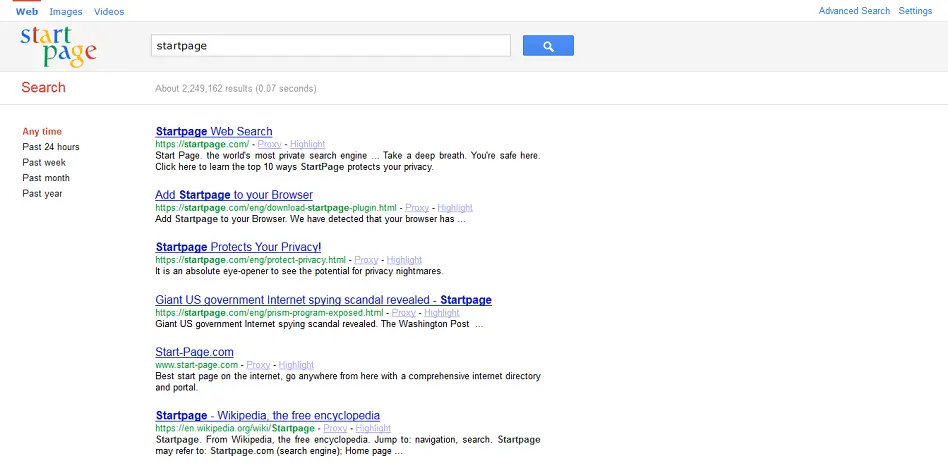 Web Images Videos
Advanced Search Settings
start
page
startpage
Search
About 2,249,162 results (0.07 seconds)
Any time
Past 24 hours
Past week
Past month
Past year
Startpage Web Search
https://startpage.com/ - Proxy - Highlight
Start Page. the world's most private search engine ... Take a deep breath. You're safe here.
Click here to learn the top 10 ways StartPage protects your privacy.
Add Startpage to your Browser
https://startpage.com/eng/download-startpage-plugin.html - Proxy - Highlight
Add Startpage to your Browser. We have detected that your browser has ...
Startpage Protects Your Privacy!
https://startpage.com/eng/protect-privacy.html - Proxy - Highlight
It is an absolute eye-opener to see the potential for privacy nightmares.
Giant US government Internet spying scandal revealed - Startpage
https://startpage.com/eng/prism-program-exposed.html - Proxy - Highlight
Giant US government Internet spying scandal revealed. The Washington Post ...
Start-Page.com
www.start-page.com - Proxy - Highlight
Best start page on the internet, go anywhere from here with a comprehensive internet directory
and portal.
Startpage - Wikipedia, the free encyclopedia
https://en.wikipedia.org/wiki/Startpage - Proxy - Highlight
Startpage. From Wikipedia, the free encyclopedia. Jump to: navigation, search. Startpage
may refer to: Startpage.com (search engine); Home page ...